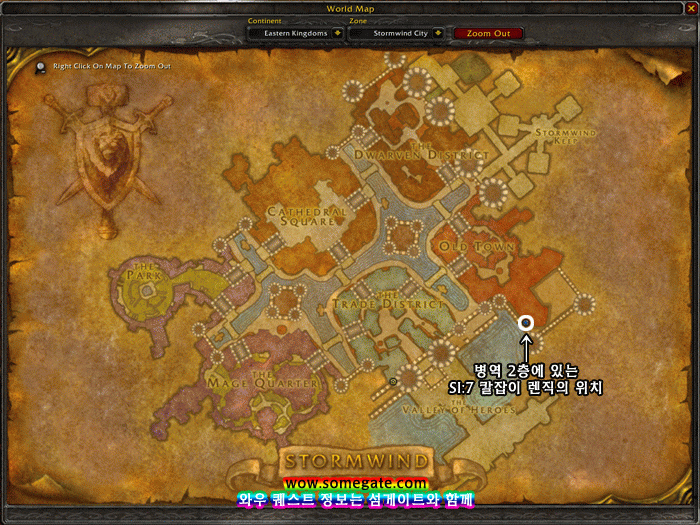 World Map
Continent
Zone
Eastern Kingdoms
Stormwind City
Zoom Out
Right Click On Map To Zoom Out
STORMWIND
KEEP
THE
DWARVEN DISTRICT
CATHEDRAL
SQUARE
OLD TOWN
THE
PARK
THE
TRADE DISTRICT
THE
MAGE QUARTER
병역 2층에 있는
SI:7 칼잡이 렌직의 위치
THE
VALLEY OF HEROES
STORMWIND
www.somegate.com
와우 퀘스트 정보는 섬게이트와 함께